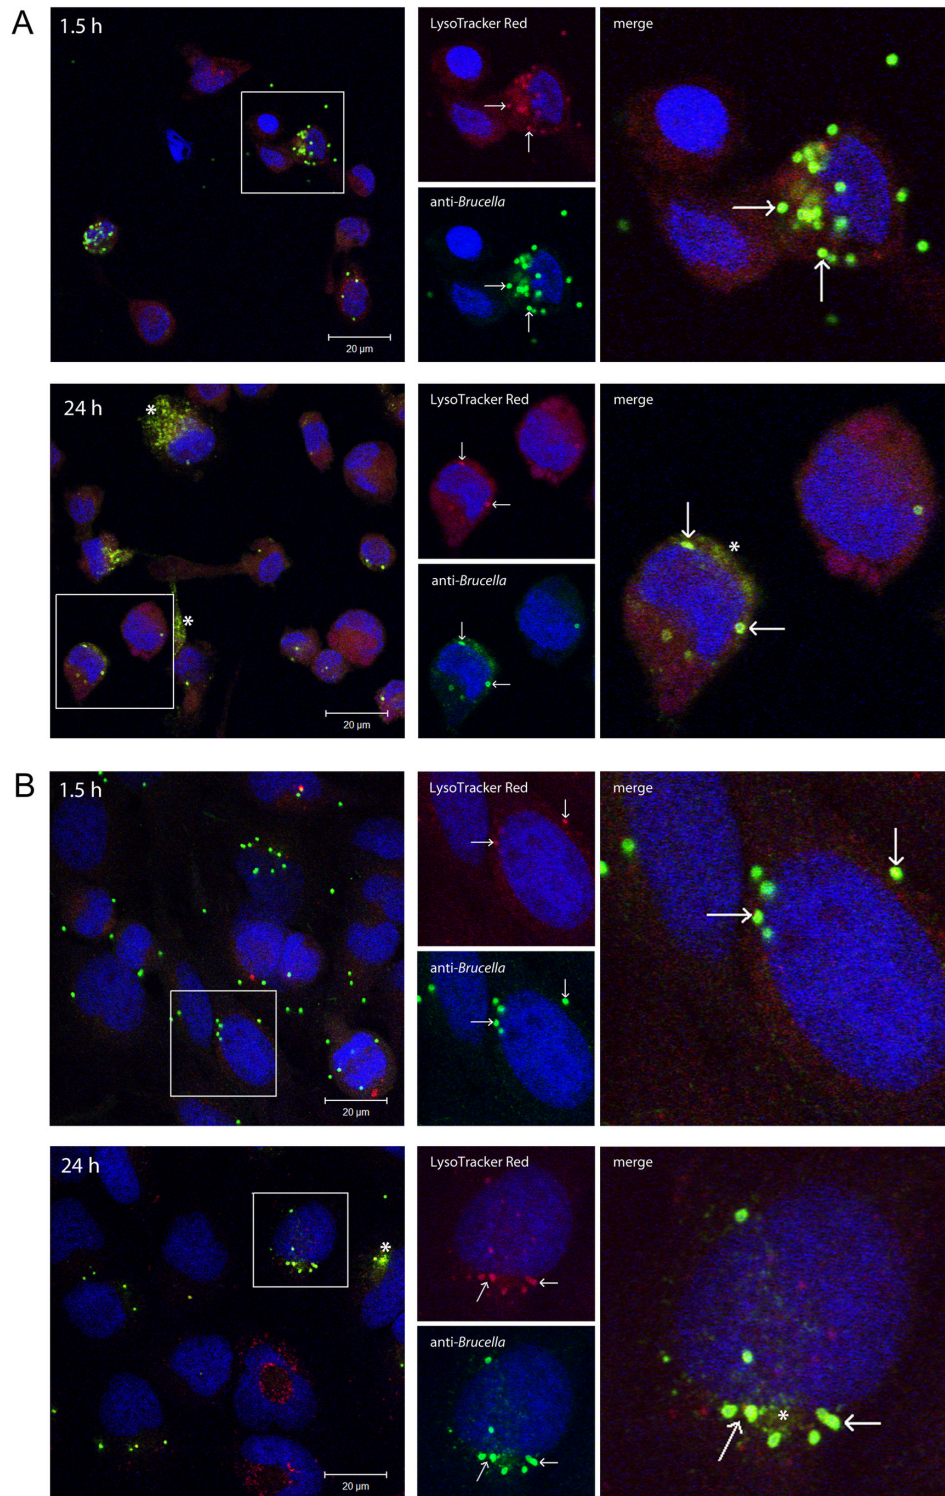 A
1.5 h
LysoTracker Red
merge
anti-Brucella
20 µm
24 h
*
LysoTracker Red
merge
*
anti-Brucella
*
20 µm
B
1.5 h
LysoTracker Red
merge
anti-Brucella
20 µm
24 h
LysoTracker Red
merge
*
anti-Brucella
*
20 µm